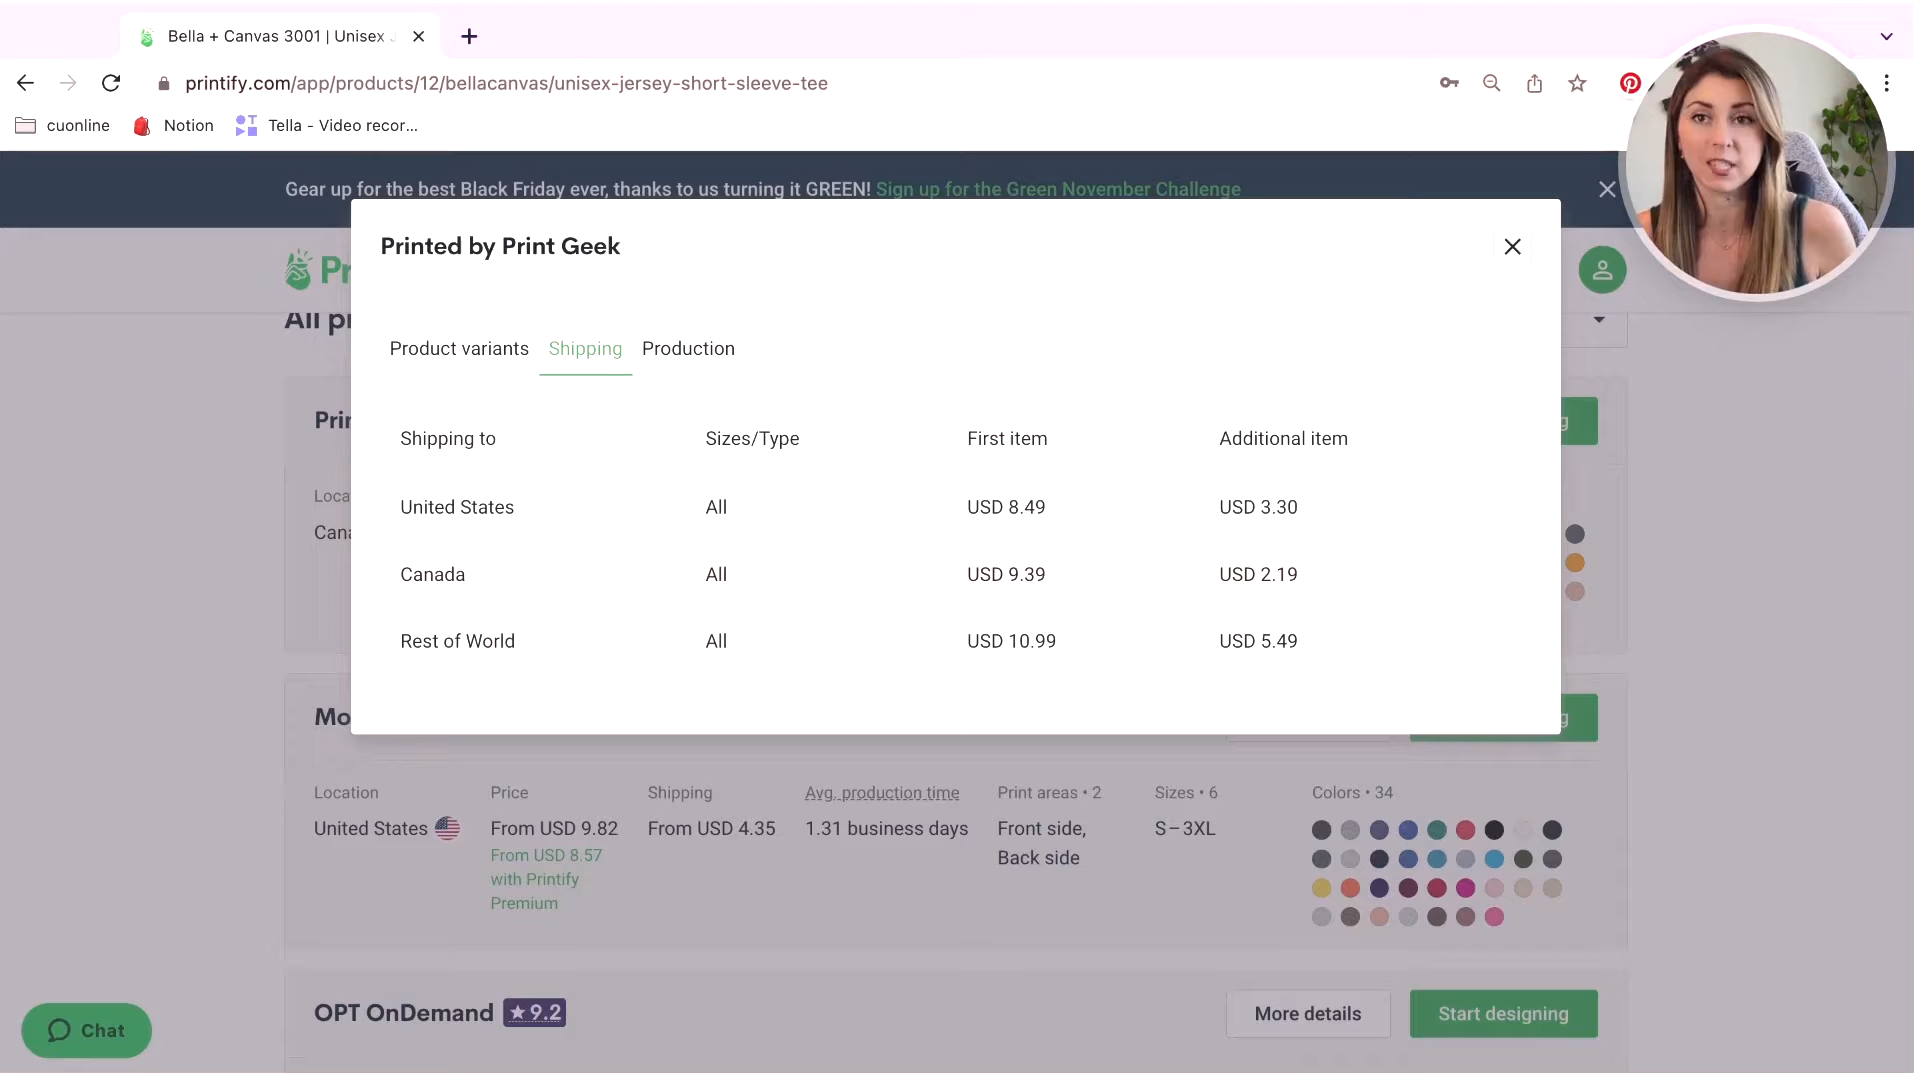 Bella + Canvas 3001 | Unisex
printify.com/app/products/12/bellacanvas/unisex-jersey-short-sleeve-tee
cuonline
Notion
Tella - Video recor...
Gear up for the best Black Friday ever, thanks to us turning it GREEN! Sign up for the Green November Challenge
Printed by Print Geek
Product variants Shipping Production
Shipping to Sizes/Type First item Additional item
United States All USD 8.49 USD 3.30
Canada All USD 9.39 USD 2.19
Rest of World All USD 10.99 USD 5.49
Location Price Shipping Avg. production time Print areas • 2 Sizes • 6 Colors • 34
United States From USD 9.82 From USD 4.35 1.31 business days Front side, S–3XL
From USD 8.57 Back side
with Printify
Premium
OPT OnDemand ★ 9.2 More details Start designing
Chat